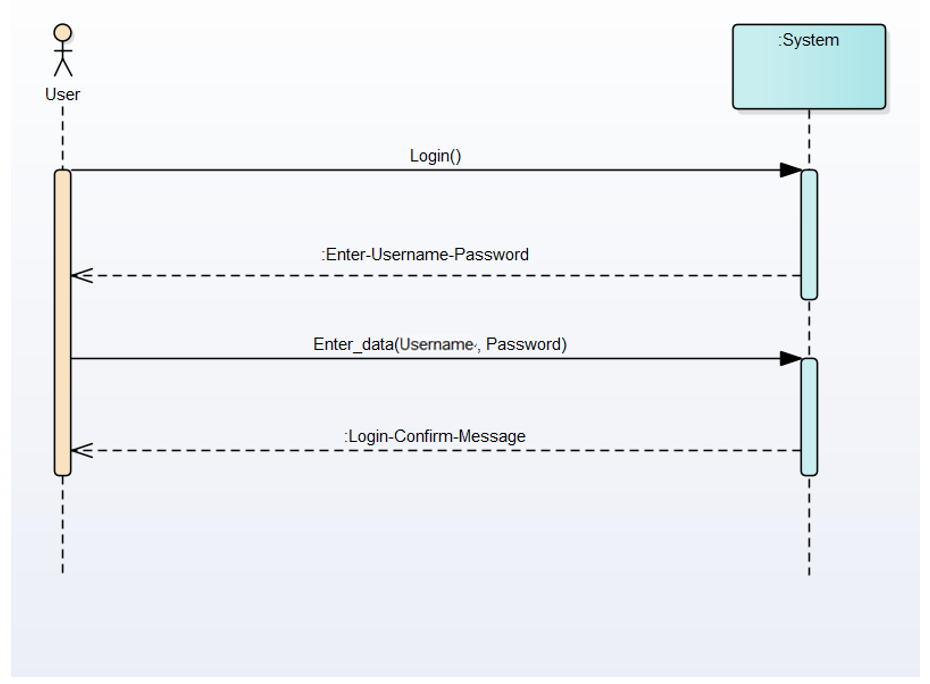 :System
User
Login()
:Enter-Username-Password
Enter_data(Username, Password)
:Login-Confirm-Message